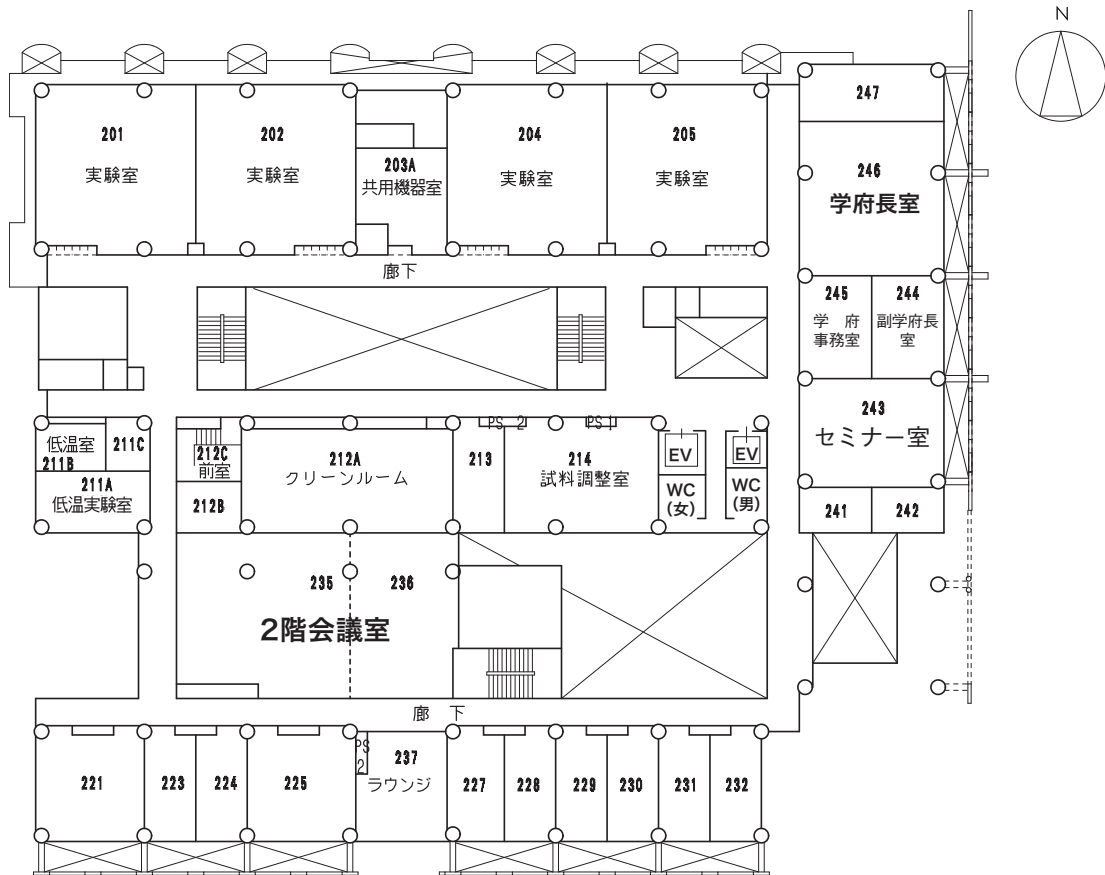 N
247
201
実験室
202
実験室
203A
共用機器室
204
実験室
205
実験室
246
学府長室
廊下
245
学 府
事務室
244
副学府長
室
243
セミナー室
低温室
211B
211C
211A
低温実験室
212C
前室
212B
212A
クリーンルーム
PS 2
213
PS 1
214
試料調整室
EV
WC
(女)
EV
WC
(男)
241
242
235
236
2階会議室
廊 下
221
223
224
225
PS
2
237
ラウンジ
227
228
229
230
231
232